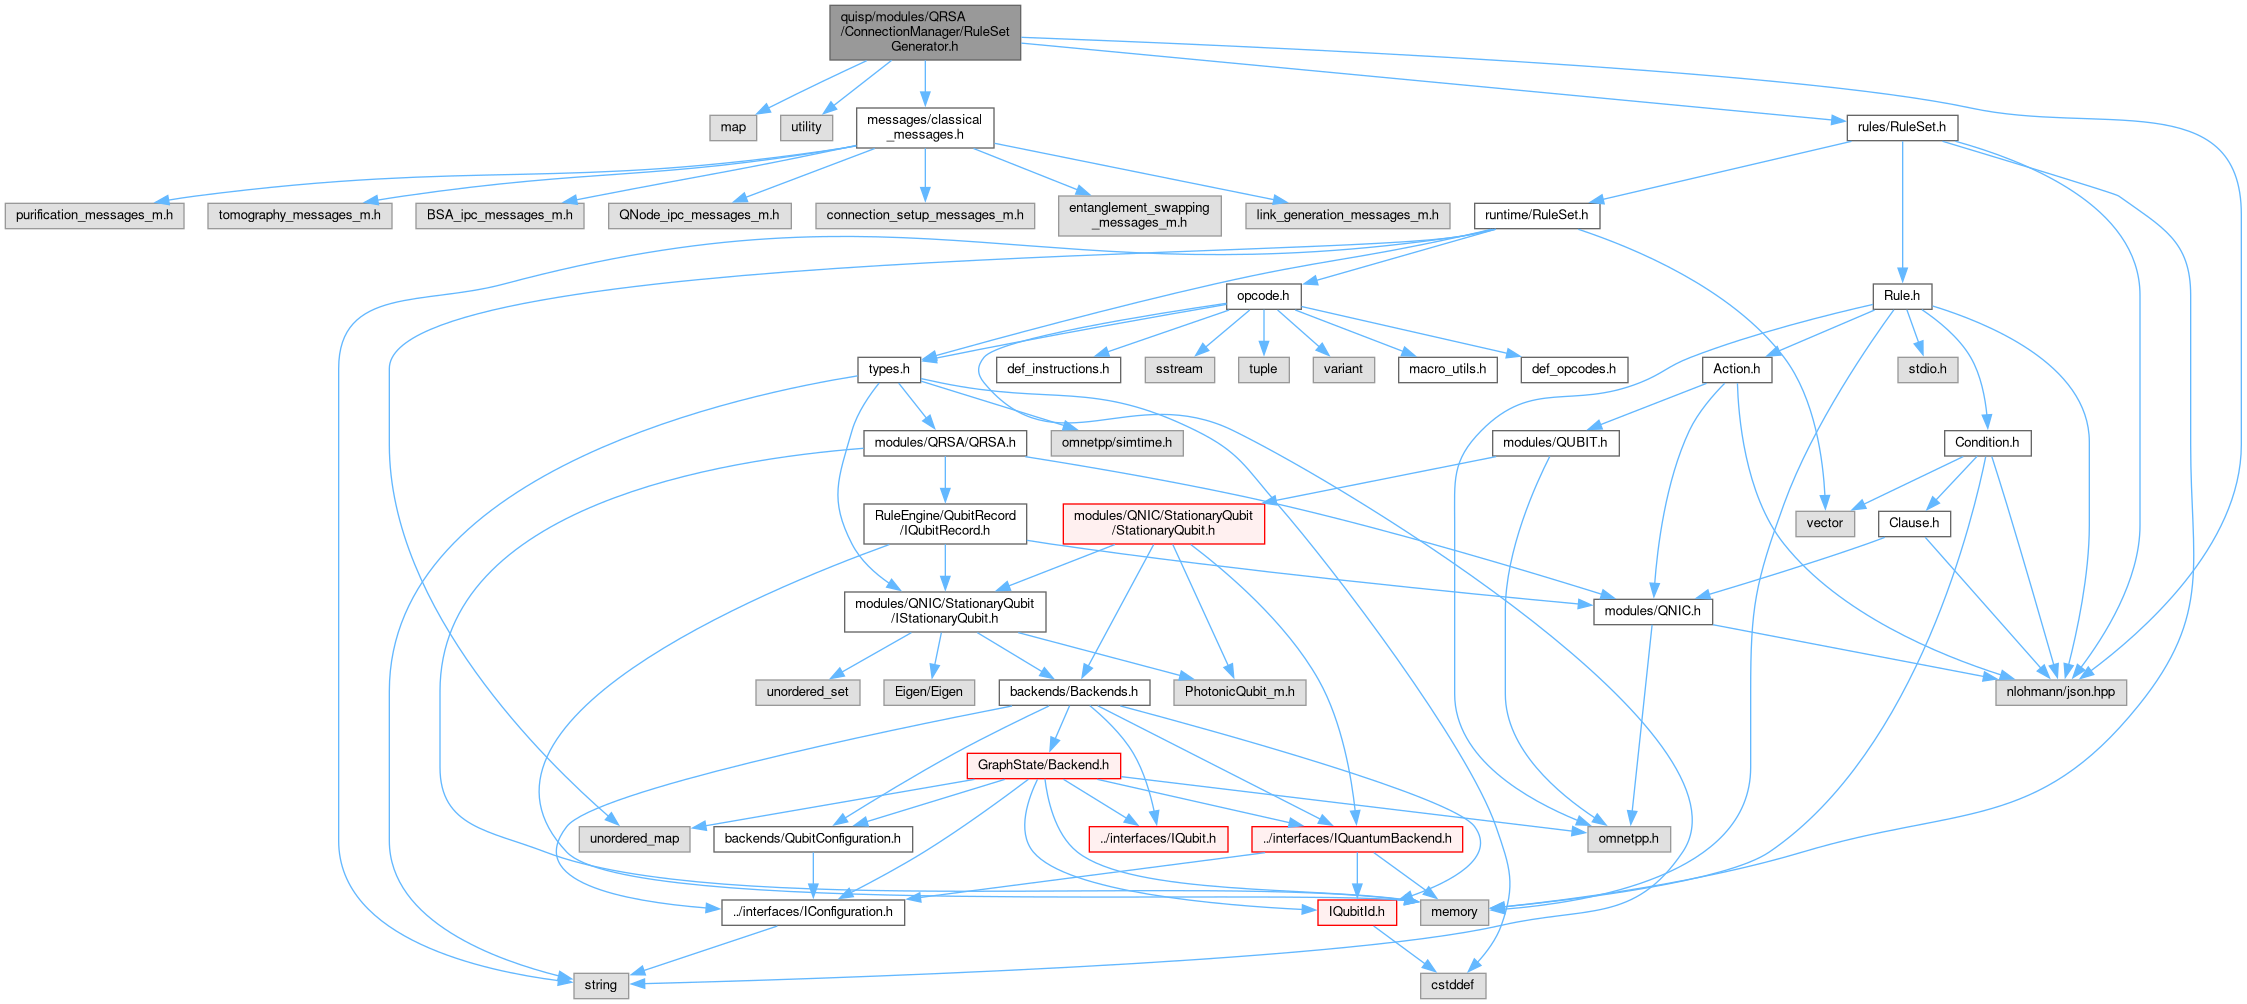 quisp/modules/QRSA
/ConnectionManager/RuleSet
Generator.h
map
utility
messages/classical
_messages.h
rules/RuleSet.h
purification_messages_m.h
tomography_messages_m.h
BSA_ipc_messages_m.h
QNode_ipc_messages_m.h
connection_setup_messages_m.h
entanglement_swapping
_messages_m.h
link_generation_messages_m.h
runtime/RuleSet.h
opcode.h
Rule.h
types.h
def_instructions.h
sstream
tuple
variant
macro_utils.h
def_opcodes.h
Action.h
stdio.h
modules/QRSA/QRSA.h
omnetpp/simtime.h
modules/QUBIT.h
Condition.h
RuleEngine/QubitRecord
/IQubitRecord.h
modules/QNIC/StationaryQubit
/StationaryQubit.h
vector
Clause.h
modules/QNIC/StationaryQubit
/IStationaryQubit.h
modules/QNIC.h
unordered_set
Eigen/Eigen
backends/Backends.h
PhotonicQubit_m.h
nlohmann/json.hpp
GraphState/Backend.h
unordered_map
backends/QubitConfiguration.h
../interfaces/IQubit.h
../interfaces/IQuantumBackend.h
omnetpp.h
../interfaces/IConfiguration.h
IQubitId.h
memory
string
cstddef